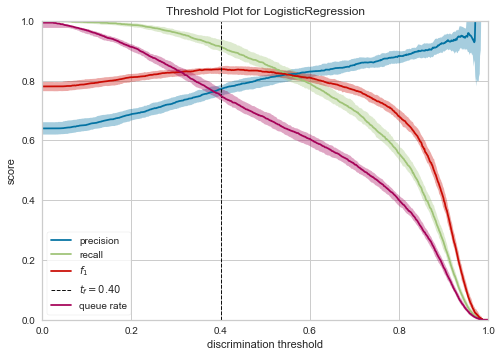 Threshold Plot for LogisticRegression
1.0
0.8
0.6
0.4
0.2
0.0
score
precision
recall
f1
tr = 0.40
queue rate
0.0 0.2 0.4 0.6 0.8 1.0
discrimination threshold